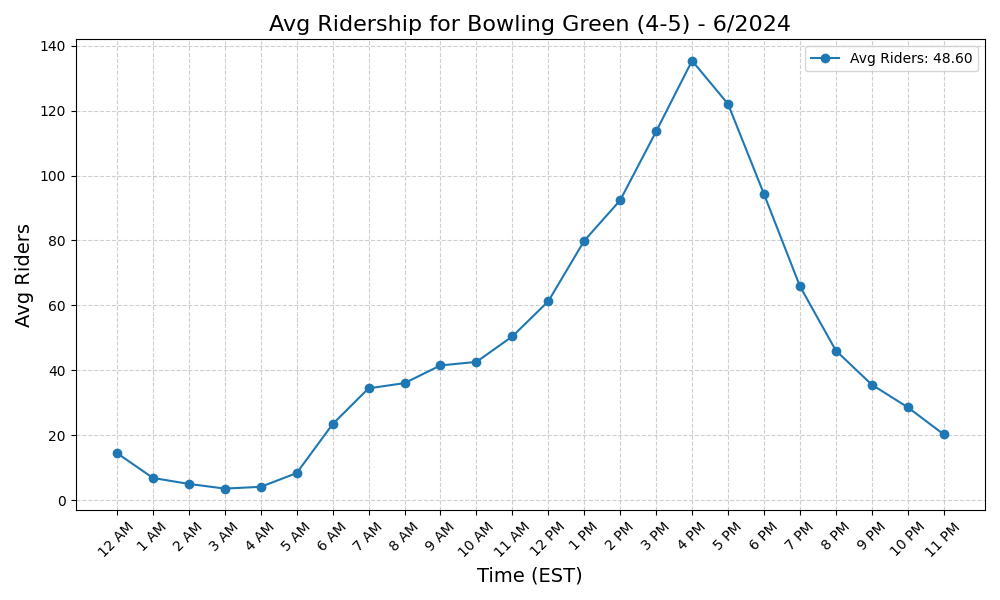 Avg Ridership for Bowling Green (4-5) - 6/2024
Avg Riders: 48.60
Avg Riders
140
120
100
80
60
40
20
0
12 AM
1 AM
2 AM
3 AM
4 AM
5 AM
6 AM
7 AM
8 AM
9 AM
10 AM
11 AM
12 PM
1 PM
2 PM
3 PM
4 PM
5 PM
6 PM
7 PM
8 PM
9 PM
10 PM
11 PM
Time (EST)